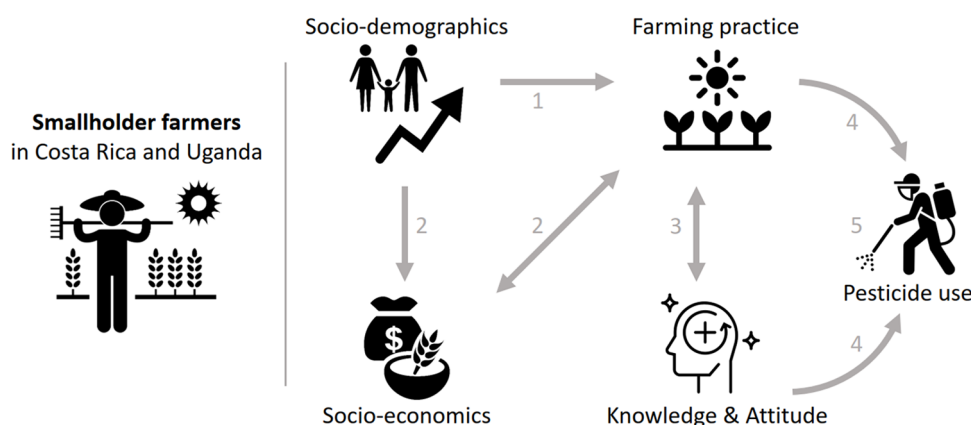 Socio-demographics
Farming practice
1
4
Smallholder farmers
in Costa Rica and Uganda
2
2
3
5
Pesticide use
$
4
Socio-economics
Knowledge & Attitude